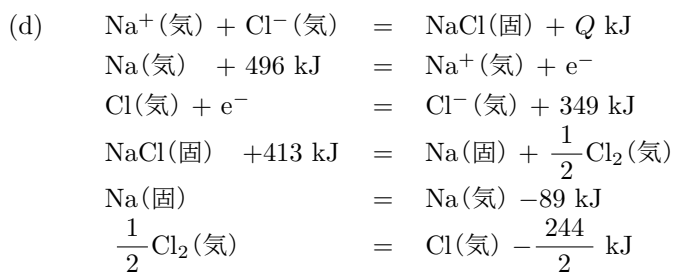 (d) Na⁺(気) + Cl⁻(気) = NaCl(固) + Q kJ
Na(気) + 496 kJ = Na⁺(気) + e⁻
Cl(気) + e⁻ = Cl⁻(気) + 349 kJ
NaCl(固) +413 kJ = Na(固) + 1/2 Cl₂(気)
Na(固) = Na(気) −89 kJ
1/2 Cl₂(気) = Cl(気) − 244/2 kJ